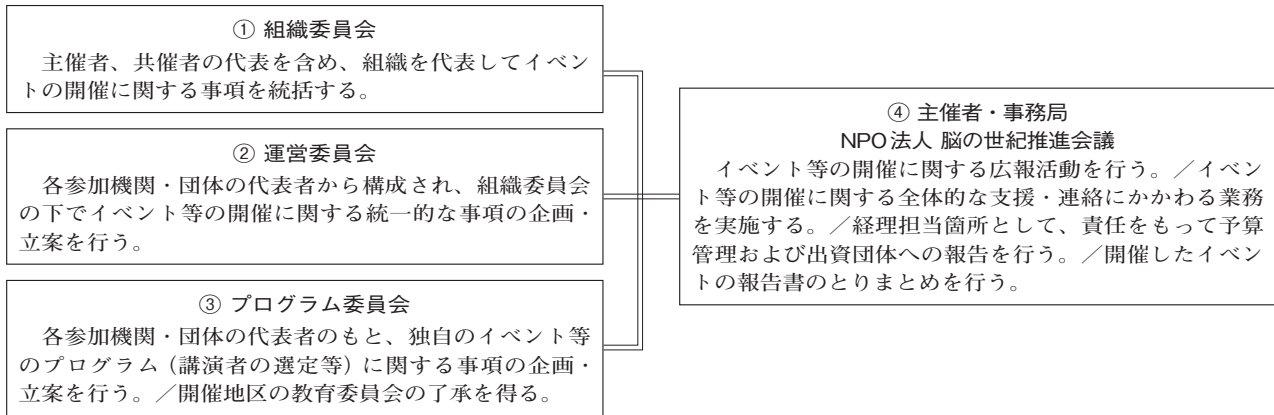 ① 組織委員会
主催者、共催者の代表を含め、組織を代表してイベン
トの開催に関する事項を統括する。
② 運営委員会
各参加機関・団体の代表者から構成され、組織委員会
の下でイベント等の開催に関する統一的な事項の企画・
立案を行う。
③ プログラム委員会
各参加機関・団体の代表者のもと、独自のイベント等
のプログラム（講演者の選定等）に関する事項の企画・
立案を行う。／開催地区の教育委員会の了承を得る。
④ 主催者・事務局
NPO法人 脳の世紀推進会議
イベント等の開催に関する広報活動を行う。／イベン
ト等の開催に関する全体的な支援・連絡にかかわる業務
を実施する。／経理担当箇所として、責任をもって予算
管理および出資団体への報告を行う。／開催したイベン
トの報告書のとりまとめを行う。